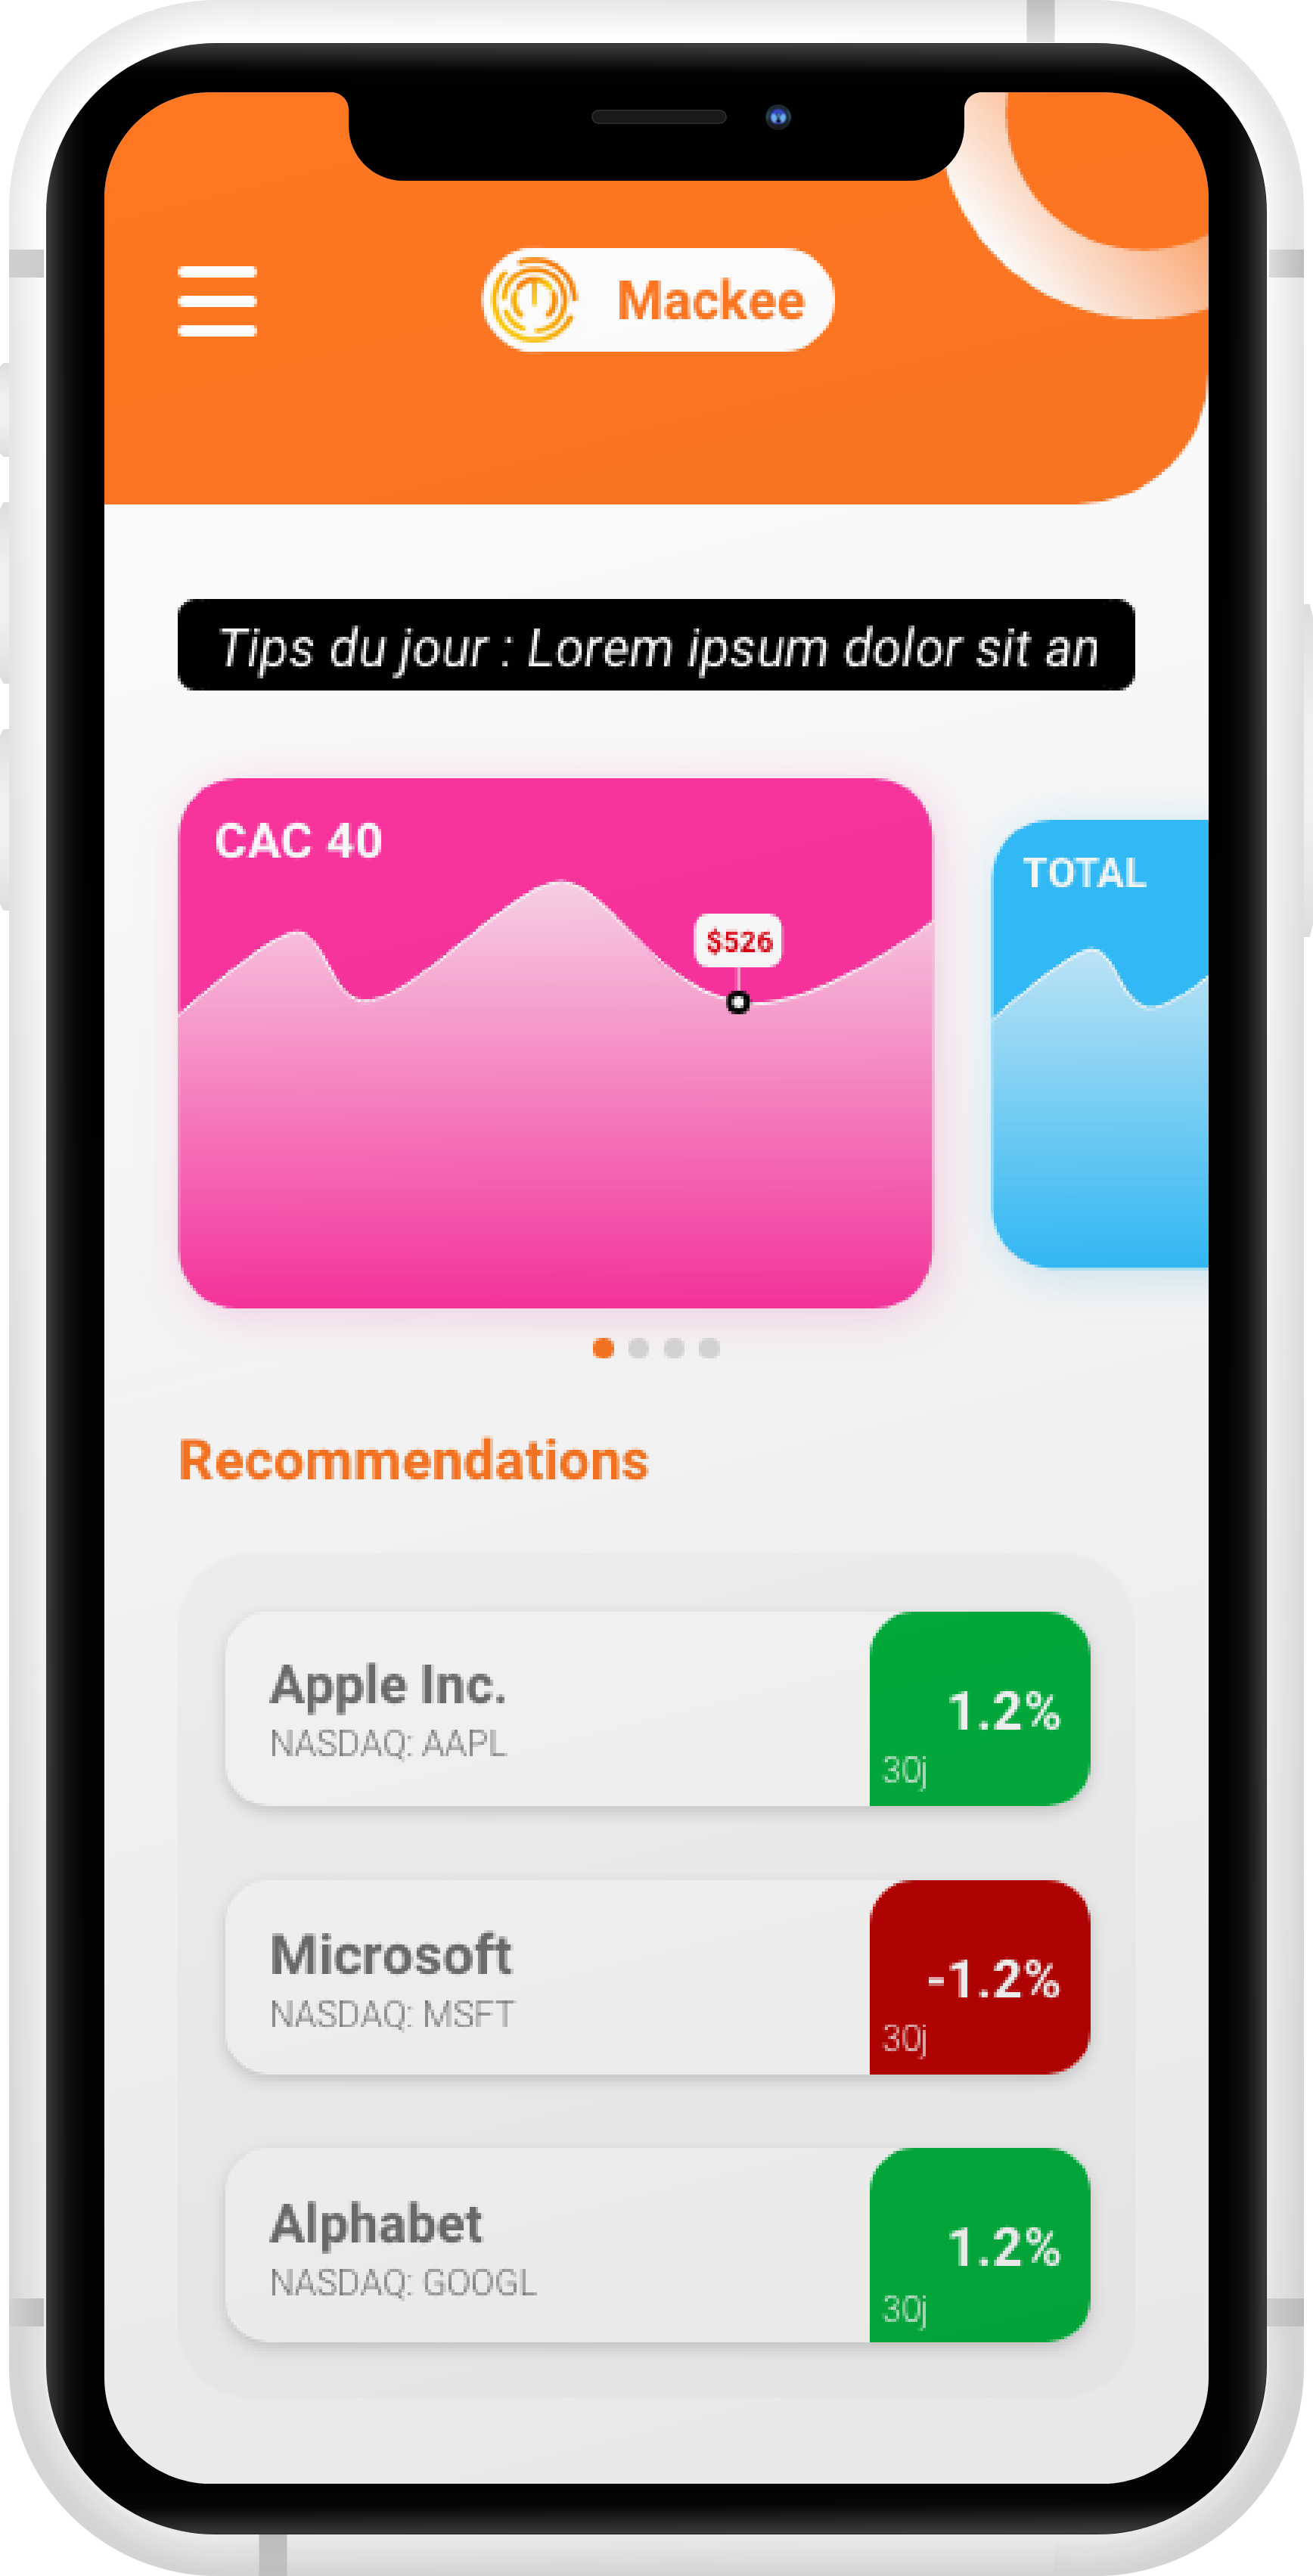 Mackee
Tips du jour : Lorem ipsum dolor sit an
CAC 40
$526
TOTAL
Recommendations
Apple Inc.
NASDAQ: AAPL
1.2%
30j
Microsoft
NASDAQ: MSFT
-1.2%
30j
Alphabet
NASDAQ: GOOGL
1.2%
30j